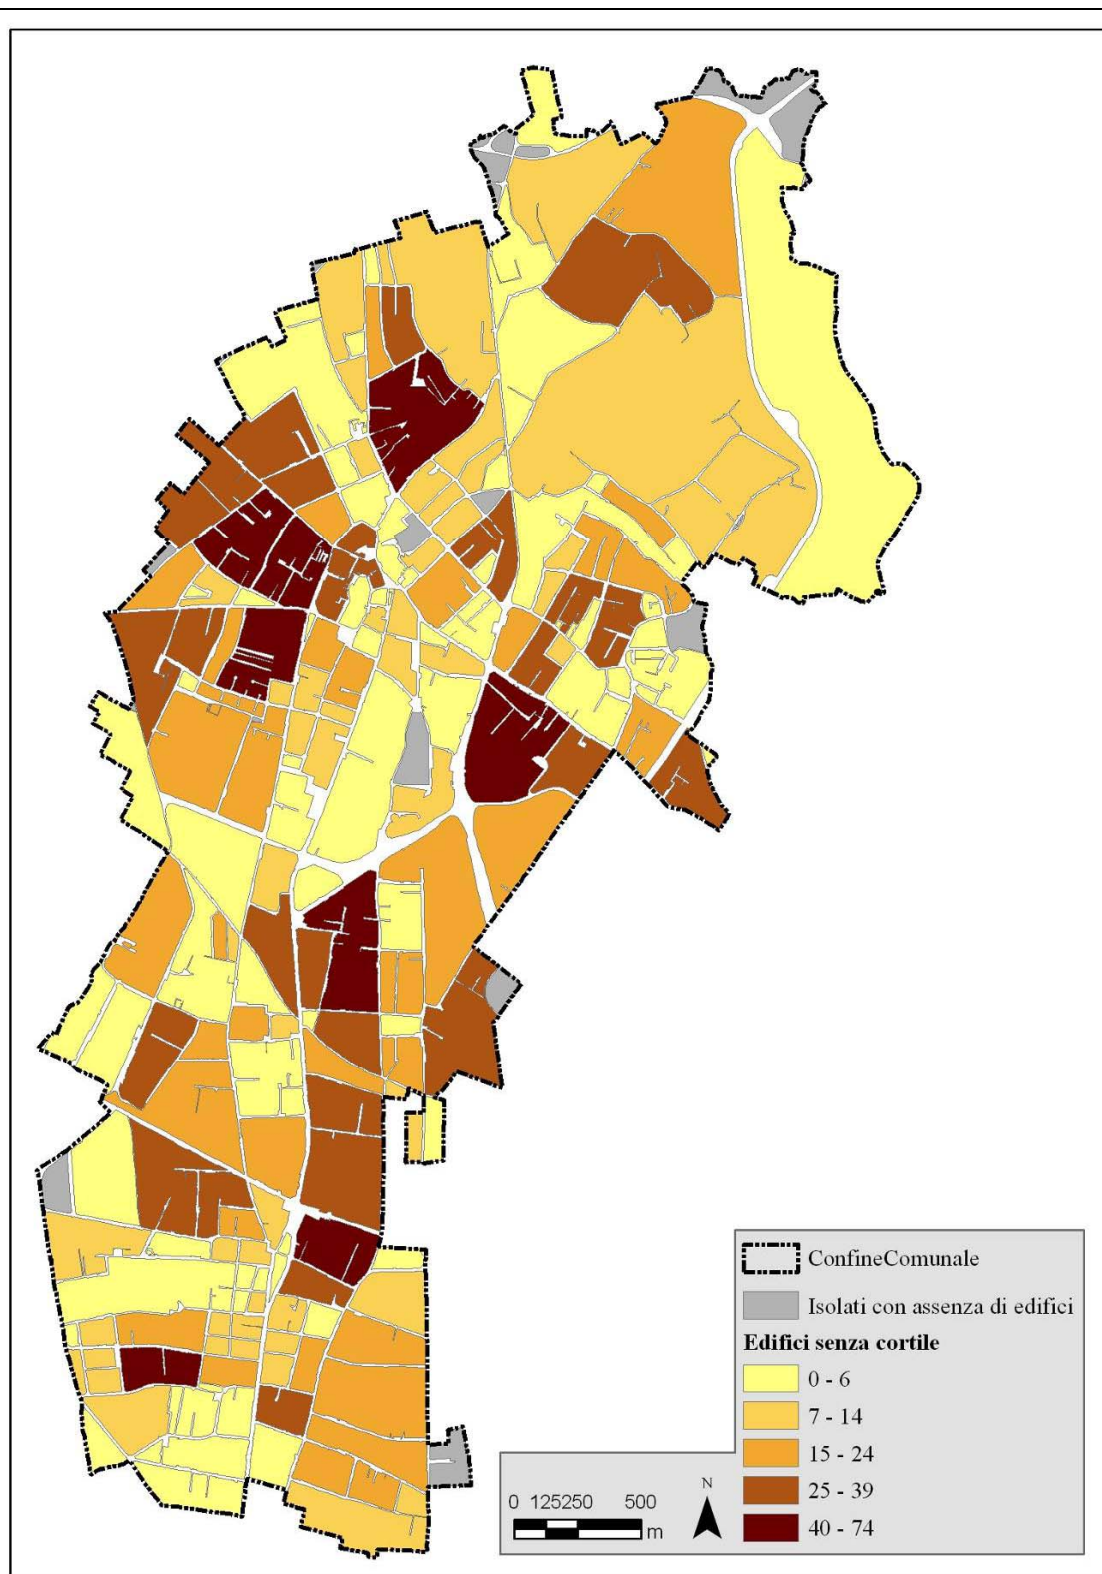 ConfineComunale
Isolati con assenza di edifici
Edifici senza cortile
0 - 6
7 - 14
15 - 24
25 - 39
40 - 74
N
0 125250 500
m